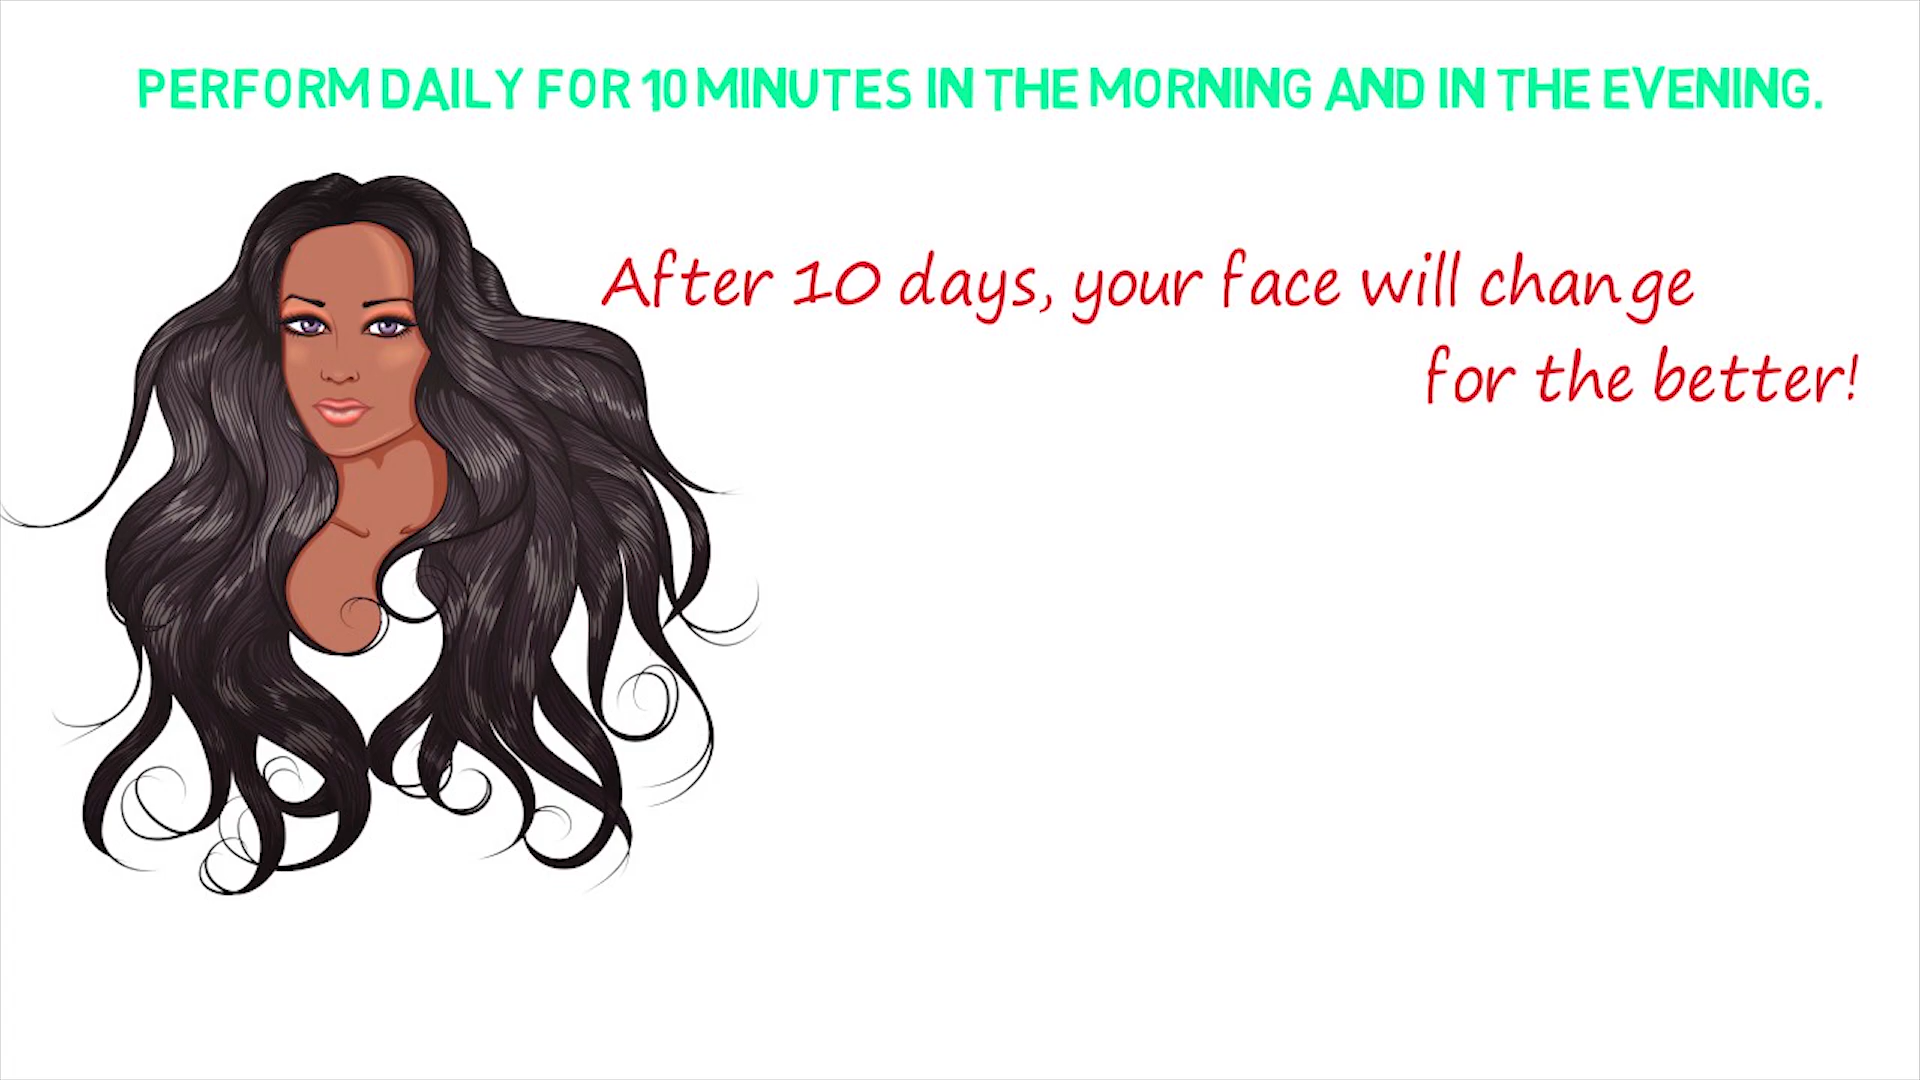 PERFORM DAILY FOR 10 MINUTES IN THE MORNING AND IN THE EVENING.
After 10 days, your face will change
for the better!